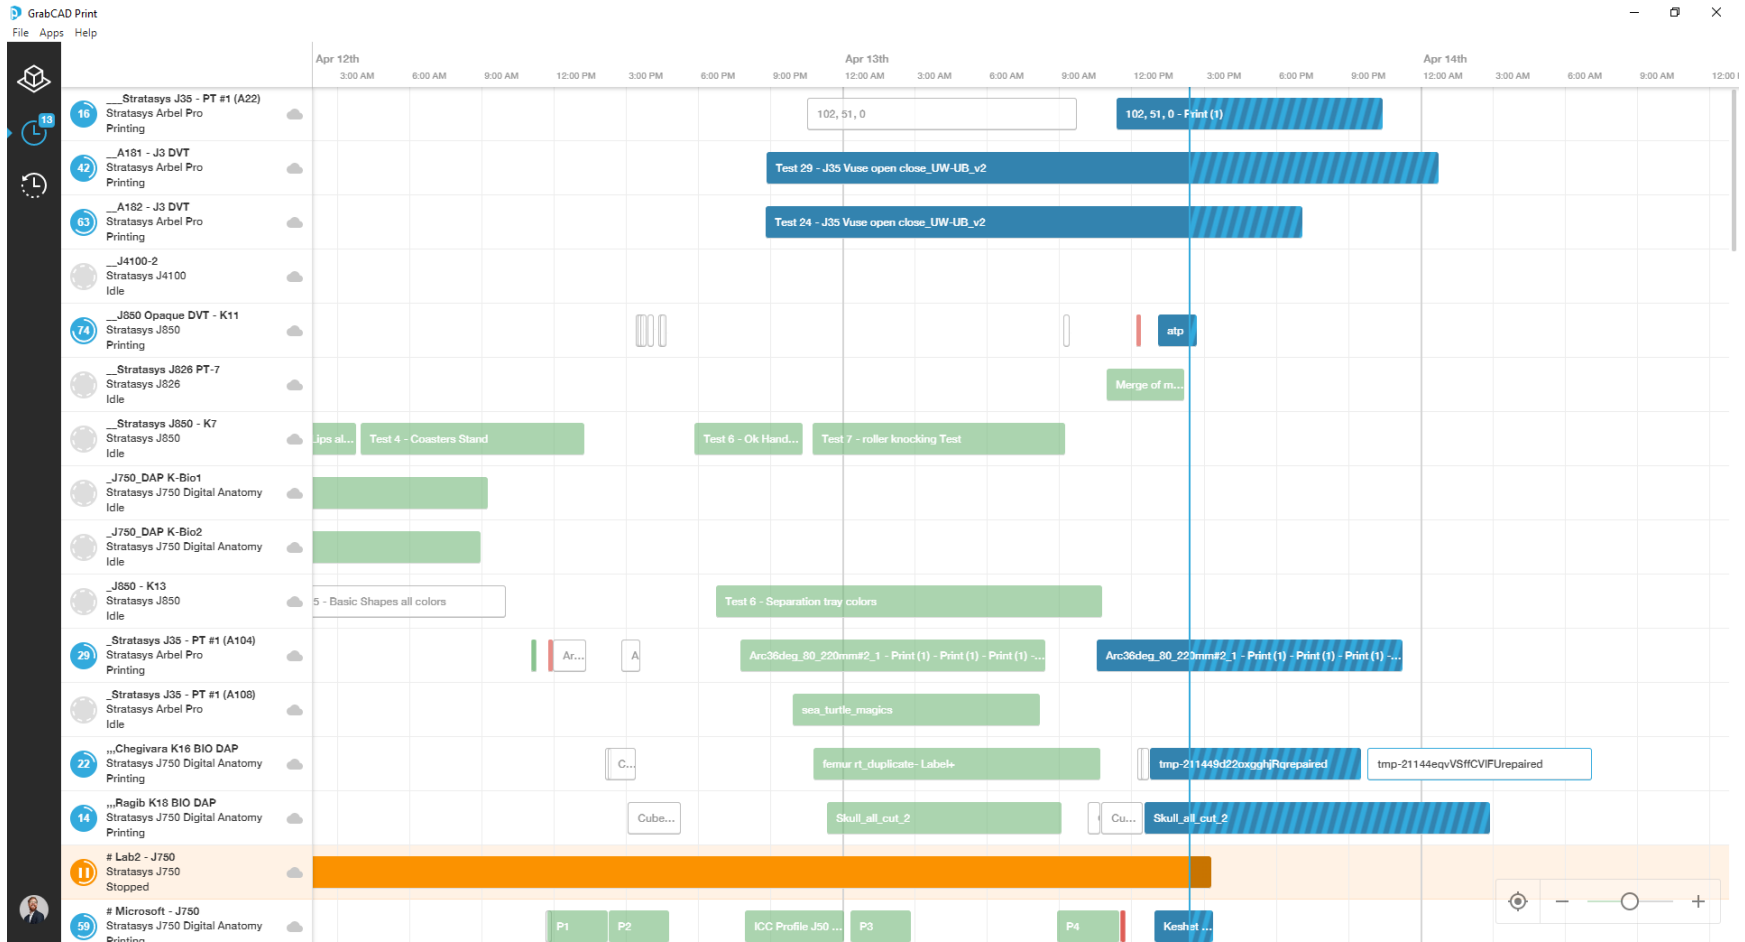 GrabCAD Print
File Apps Help
Apr 12th Apr 13th Apr 14th
3:00 AM 6:00 AM 9:00 AM 12:00 PM 3:00 PM 6:00 PM 9:00 PM 12:00 AM 3:00 AM 6:00 AM 9:00 AM 12:00 PM 3:00 PM 6:00 PM 9:00 PM 12:00 AM 3:00 AM 6:00 AM 9:00 AM 12:00
13
16
___Stratasys J35 - PT #1 (A22)
Stratasys Arbel Pro
Printing
102, 51, 0
102, 51, 0 - Print (1)
42
__A181 - J3 DVT
Stratasys Arbel Pro
Printing
Test 29 - J35 Vuse open close_UW-UB_v2
63
__A182 - J3 DVT
Stratasys Arbel Pro
Printing
Test 24 - J35 Vuse open close_UW-UB_v2
__J4100-2
Stratasys J4100
Idle
74
__J850 Opaque DVT - K11
Stratasys J850
Printing
atp
__Stratasys J826 PT-7
Stratasys J826
Idle
Merge of m...
__Stratasys J850 - K7
Stratasys J850
Idle
Lips al...
Test 4 - Coasters Stand
Test 6 - Ok Hand...
Test 7 - roller knocking Test
_J750_DAP K-Bio1
Stratasys J750 Digital Anatomy
Idle
_J750_DAP K-Bio2
Stratasys J750 Digital Anatomy
Idle
_J850 - K13
Stratasys J850
Idle
5 - Basic Shapes all colors
Test 6 - Separation tray colors
29
_Stratasys J35 - PT #1 (A104)
Stratasys Arbel Pro
Printing
Ar...
A
Arc36deg_80_220mm#2_1 - Print (1) - Print (1) - Print (1) -...
Arc36deg_80_220mm#2_1 - Print (1) - Print (1) - Print (1) -...
_Stratasys J35 - PT #1 (A108)
Stratasys Arbel Pro
Idle
sea_turtle_magics
22
,,,Chegivara K16 BIO DAP
Stratasys J750 Digital Anatomy
Printing
C...
femur rt_duplicate- Label+
tmp-211449d22oxgghjRqrepaired
tmp-21144eqvVSffCVIFUrepaired
14
,,,Ragib K18 BIO DAP
Stratasys J750 Digital Anatomy
Printing
Cube...
Skull_all_cut_2
Cu...
Skull_all_cut_2
# Lab2 - J750
Stratasys J750
Stopped
59
# Microsoft - J750
Stratasys J750 Digital Anatomy
Printing
P1
P2
ICC Profile J50 ...
P3
P4
Keshet ...